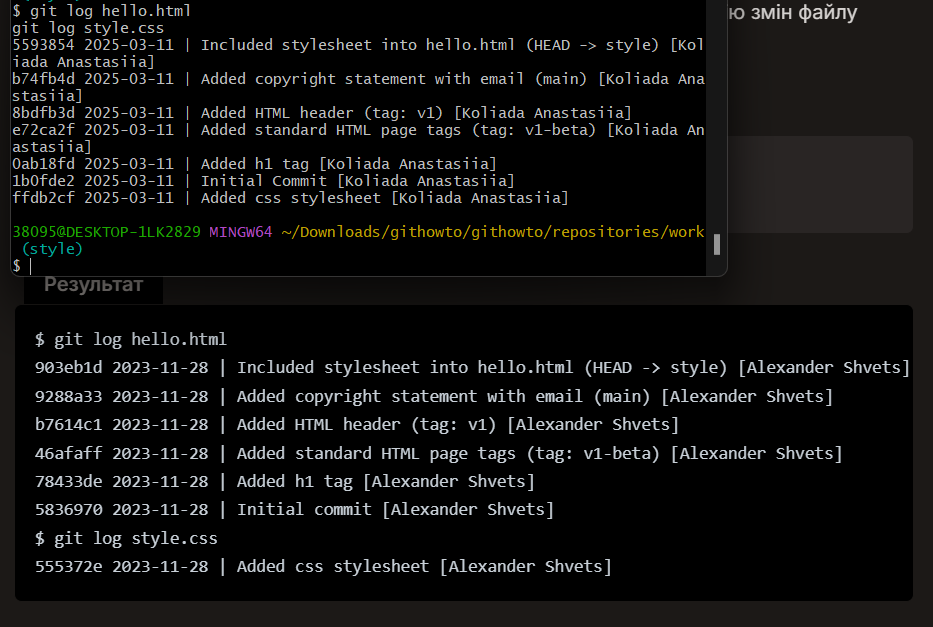 $ git log hello.html
git log style.css
5593854 2025-03-11 | Included stylesheet into hello.html (HEAD -> style) [Kol
iada Anastasiia]
b74fb4d 2025-03-11 | Added copyright statement with email (main) [Koliada Ana
stasiia]
8bdfb3d 2025-03-11 | Added HTML header (tag: v1) [Koliada Anastasiia]
e72ca2f 2025-03-11 | Added standard HTML page tags (tag: v1-beta) [Koliada An
astasiia]
0ab18fd 2025-03-11 | Added h1 tag [Koliada Anastasiia]
1b0fde2 2025-03-11 | Initial Commit [Koliada Anastasiia]
ffdb2cf 2025-03-11 | Added css stylesheet [Koliada Anastasiia]
38095@DESKTOP-1LK2829 MINGW64 ~/Downloads/githowto/githowto/repositories/work
(style)
$
ю змін файлу
Результат
$ git log hello.html
903eb1d 2023-11-28 | Included stylesheet into hello.html (HEAD -> style) [Alexander Shvets]
9288a33 2023-11-28 | Added copyright statement with email (main) [Alexander Shvets]
b7614c1 2023-11-28 | Added HTML header (tag: v1) [Alexander Shvets]
46afaff 2023-11-28 | Added standard HTML page tags (tag: v1-beta) [Alexander Shvets]
78433de 2023-11-28 | Added h1 tag [Alexander Shvets]
5836970 2023-11-28 | Initial commit [Alexander Shvets]
$ git log style.css
555372e 2023-11-28 | Added css stylesheet [Alexander Shvets]